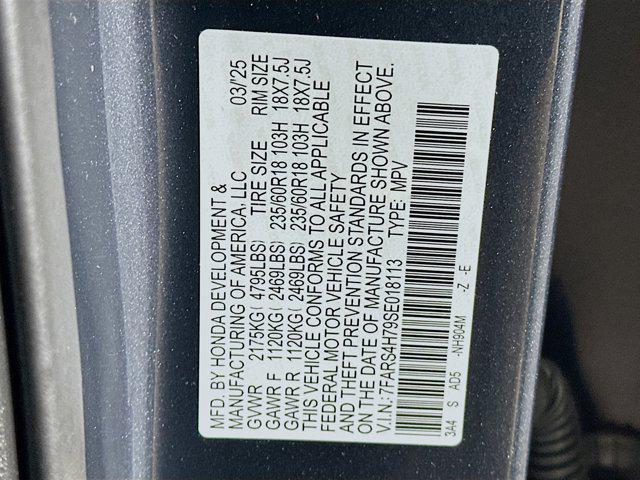 MFD. BY HONDA DEVELOPMENT &
MANUFACTURING OF AMERICA, LLC 03/'25
GVWR 2175KG( 4795LBS) TIRE SIZE RIM SIZE
GAWR F 1120KG( 2469LBS) 235/60R18 103H 18X7.5J
GAWR R 1120KG( 2469LBS) 235/60R18 103H 18X7.5J
THIS VEHICLE CONFORMS TO ALL APPLICABLE
FEDERAL MOTOR VEHICLE SAFETY
AND THEFT PREVENTION STANDARDS IN EFFECT
ON THE DATE OF MANUFACTURE SHOWN ABOVE.
V.I.N.: 7FARS4H79SE018113 TYPE: MPV
3A4 S AD5 -NH904M -Z -E